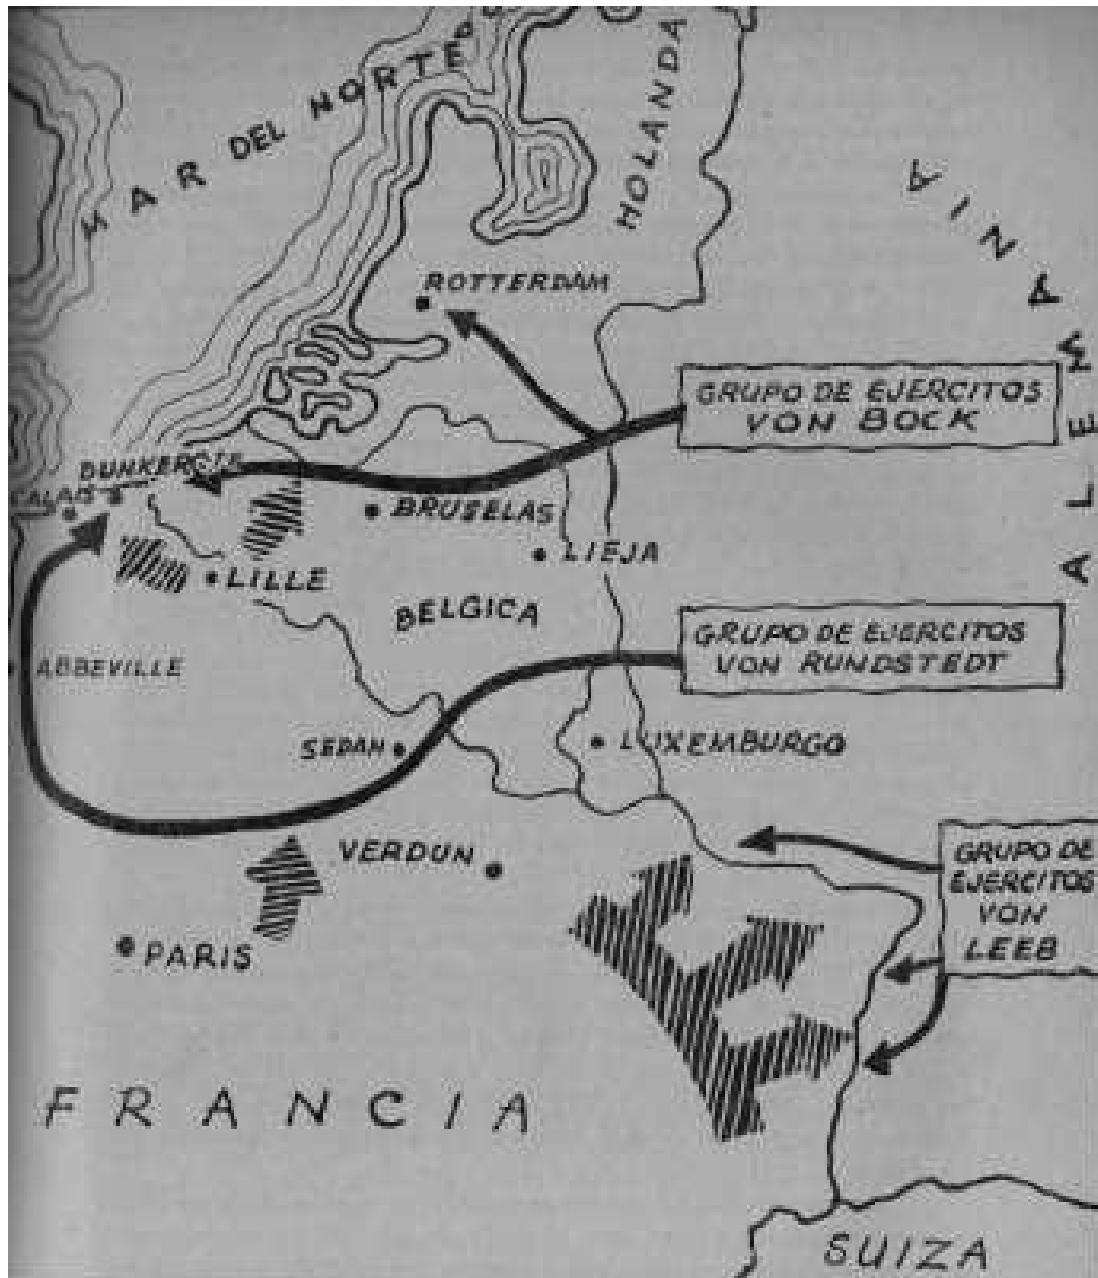 MAR DEL NORTE
HOLANDA
ALEMANIA
ROTTERDAM
GRUPO DE EJERCITOS
VON BOCK
CALAIS
BRUSELAS
LIEJA
LILLE
BELGICA
GRUPO DE EJERCITOS
VON RUNDSTEDT
ABBEVILLE
SEDAN
LUXEMBURGO
VERDUN
GRUPO DE
EJERCITOS
VON
LEEB
PARIS
FRANCIA
SUIZA